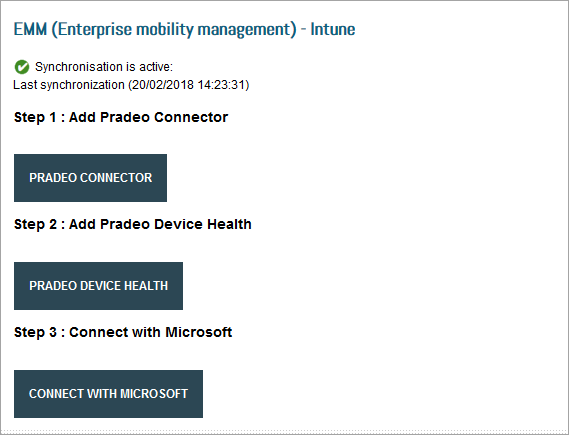 EMM (Enterprise mobility management) - Intune
Synchronisation is active:
Last synchronization (20/02/2018 14:23:31)
Step 1 : Add Pradeo Connector
PRADEO CONNECTOR
Step 2 : Add Pradeo Device Health
PRADEO DEVICE HEALTH
Step 3 : Connect with Microsoft
CONNECT WITH MICROSOFT